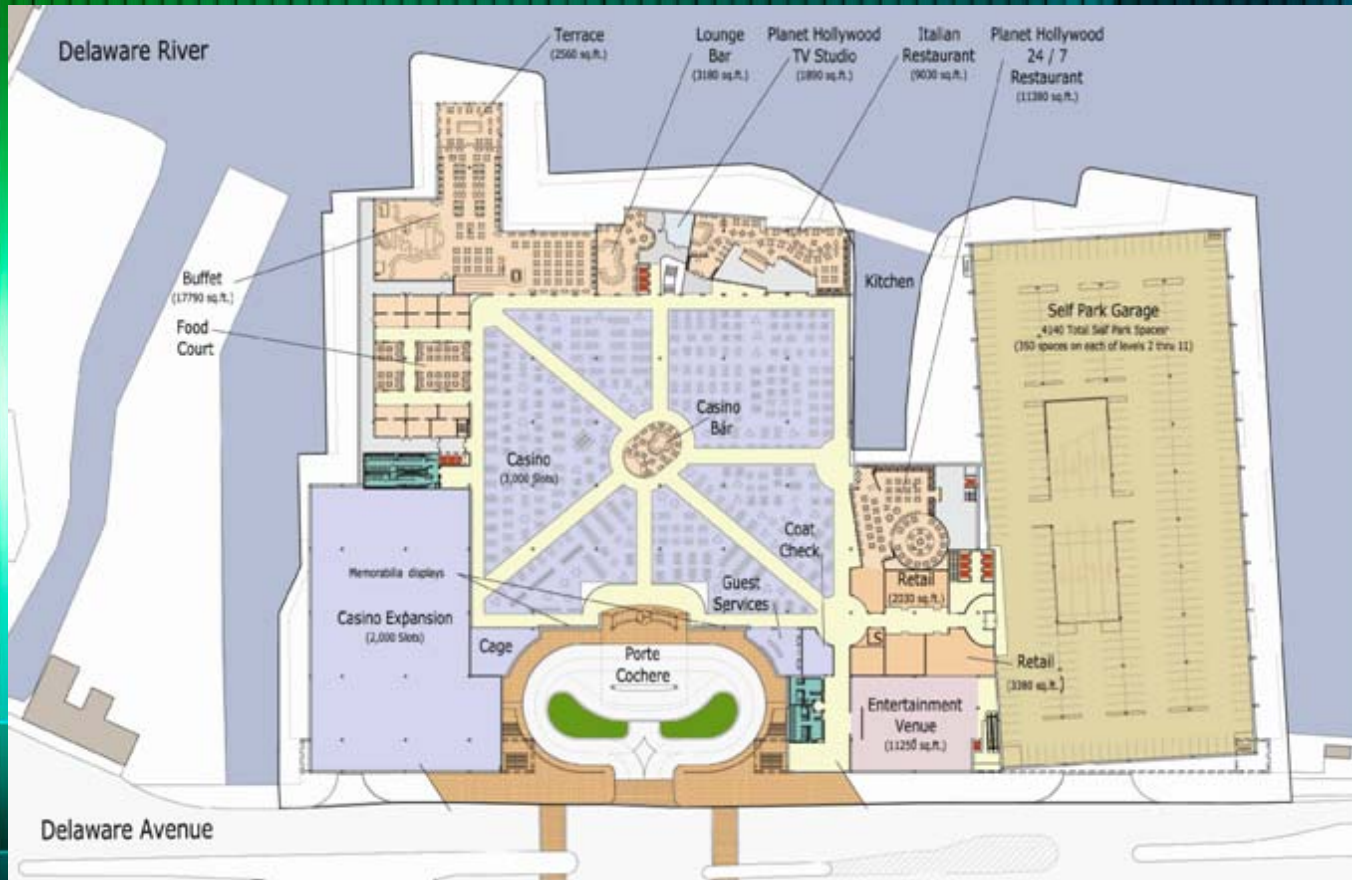 Delaware River
Terrace
(2560 sq.ft.)
Lounge
Bar
(3180 sq.ft.)
Planet Hollywood
TV Studio
(1890 sq.ft.)
Italian
Restaurant
(9030 sq.ft.)
Planet Hollywood
24 / 7
Restaurant
(11380 sq.ft.)
Buffet
(17790 sq.ft.)
Food
Court
Kitchen
Self Park Garage
4140 Total Self Park Spaces
(350 spaces on each of levels 2 thru 11)
Casino
Bar
Casino
(3,000 Slots)
Coat
Check
Memorabilia displays
Guest
Services
Retail
(2030 sq.ft.)
Casino Expansion
(2,000 Slots)
Cage
Porte
Cochere
LS
Retail
(3380 sq.ft.)
Entertainment
Venue
(11250 sq.ft.)
Delaware Avenue